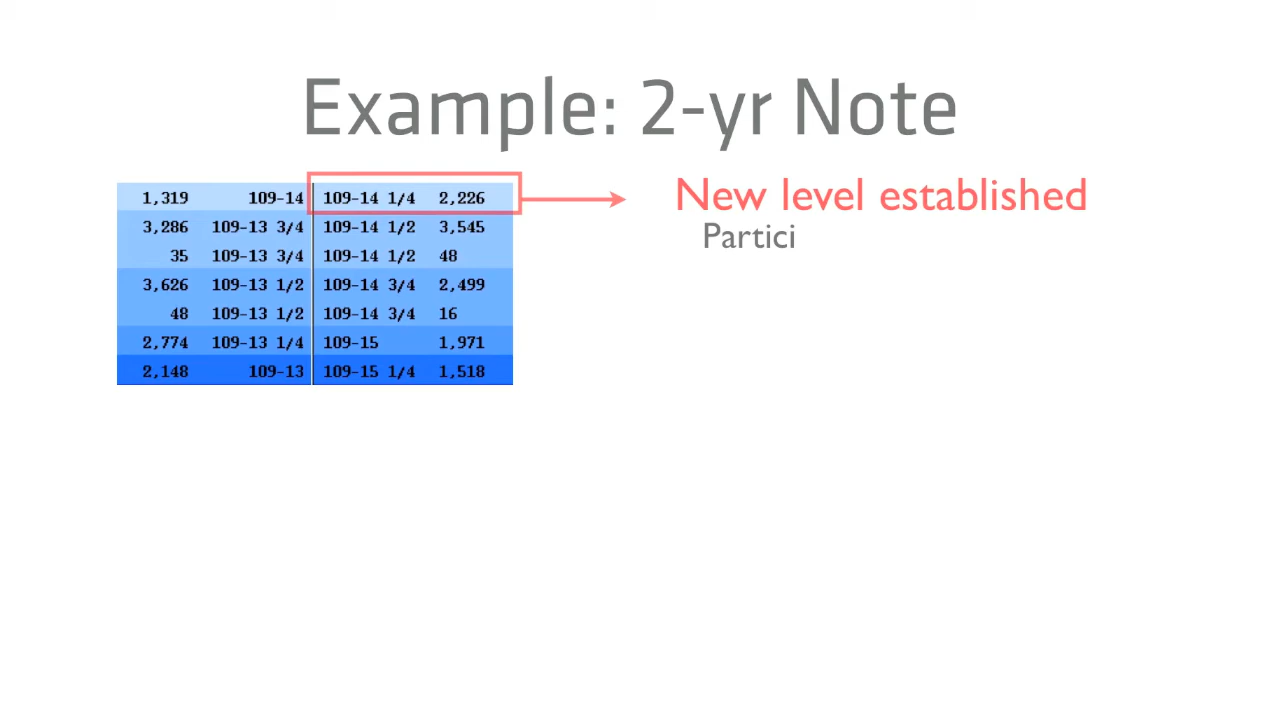 Example: 2-yr Note
1,319 109-14 109-14 1/4 2,226
3,286 109-13 3/4 109-14 1/2 3,545
35 109-13 3/4 109-14 1/2 48
3,626 109-13 1/2 109-14 3/4 2,499
48 109-13 1/2 109-14 3/4 16
2,774 109-13 1/4 109-15 1,971
2,148 109-13 109-15 1/4 1,518
New level established
Partici